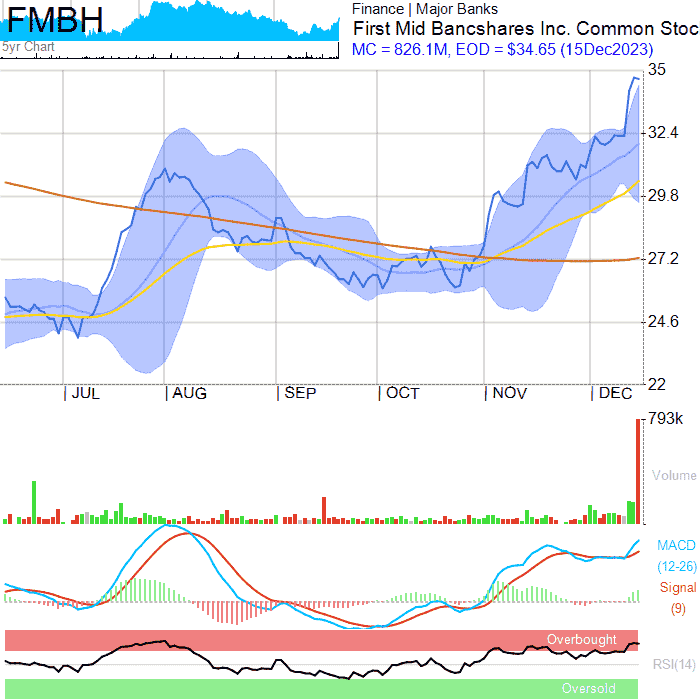 FMBH
Finance | Major Banks
First Mid Bancshares Inc. Common Stoc
5yr Chart
MC = 826.1M, EOD = $34.65 (15Dec2023)
35
32.4
29.8
27.2
24.6
22
JUL
AUG
SEP
OCT
NOV
DEC
793k
Volume
MACD
(12-26)
Signal
(9)
Overbought
RSI(14)
Oversold